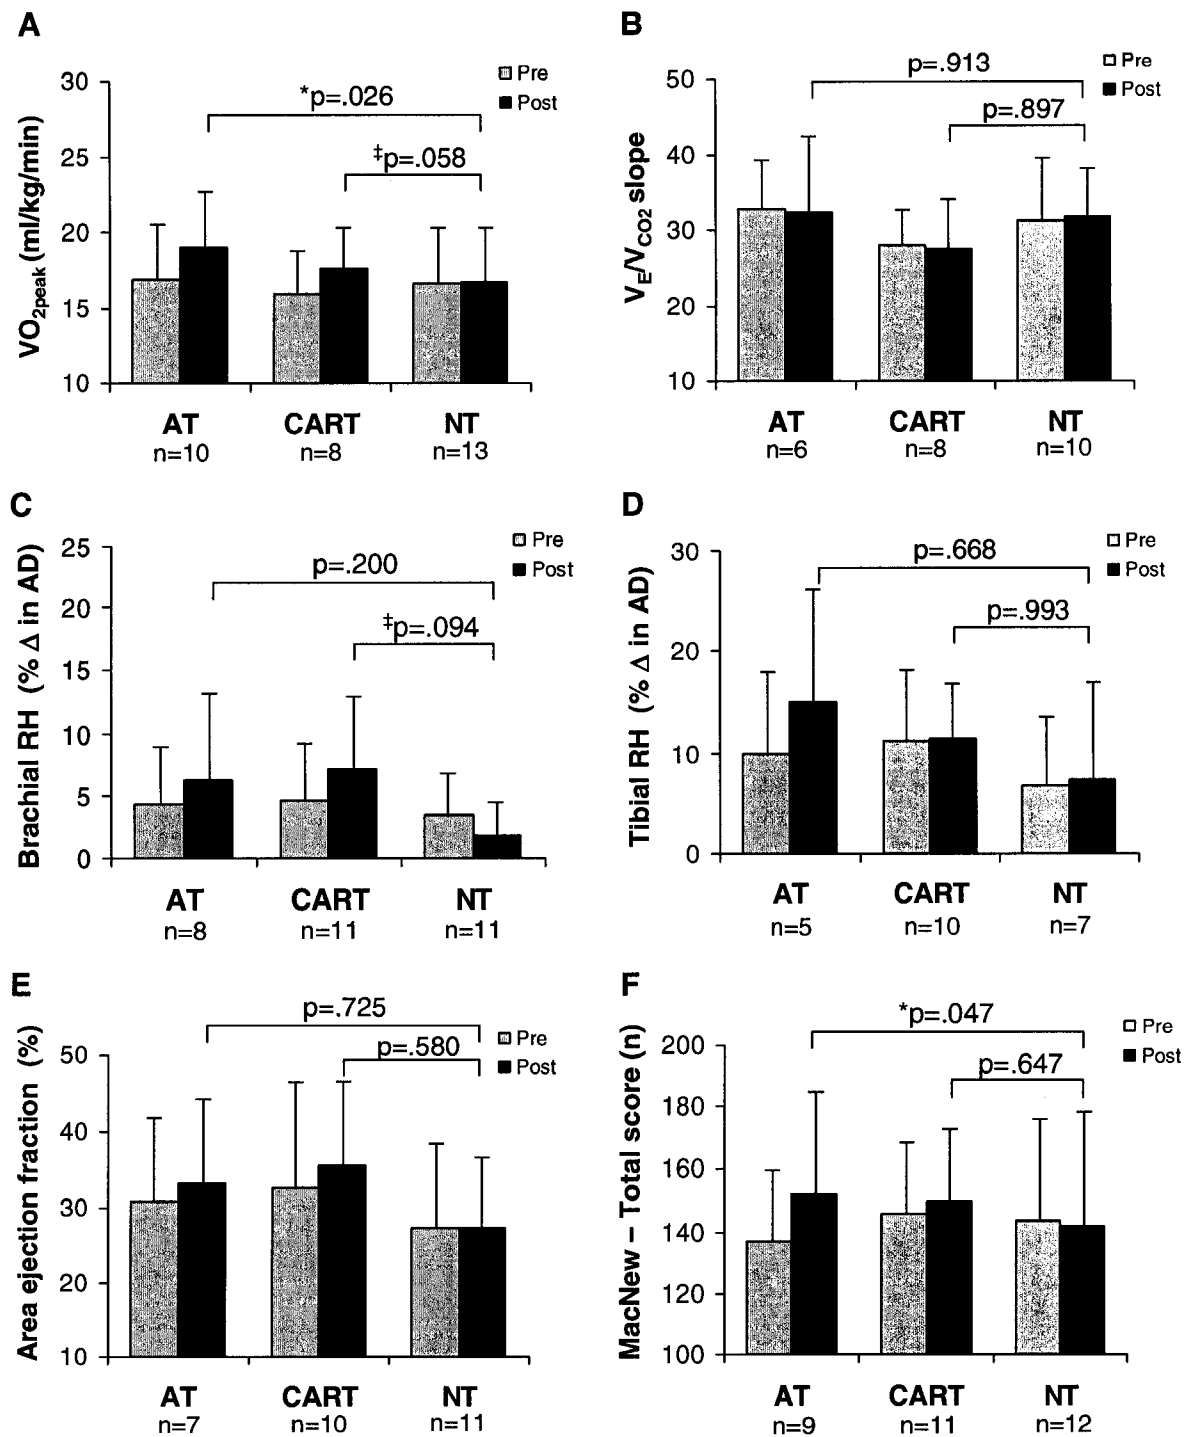 A
Pre
Post
30
25
20
15
10
VO2peak (ml/kg/min)
*p=.026
‡p=.058
AT
CART
NT
n=10
n=8
n=13
B
Pre
Post
50
40
30
20
10
VE/VCO2 slope
p=.913
p=.897
AT
CART
NT
n=6
n=8
n=10
C
Pre
Post
25
20
15
10
5
0
Brachial RH (% Δ in AD)
p=.200
‡p=.094
AT
CART
NT
n=8
n=11
n=11
D
Pre
Post
30
20
10
0
Tibial RH (% Δ in AD)
p=.668
p=.993
AT
CART
NT
n=5
n=10
n=7
E
Pre
Post
50
40
30
20
10
Area ejection fraction (%)
p=.725
p=.580
AT
CART
NT
n=7
n=10
n=11
F
Pre
Post
200
180
160
140
120
100
MacNew – Total score (n)
*p=.047
p=.647
AT
CART
NT
n=9
n=11
n=12